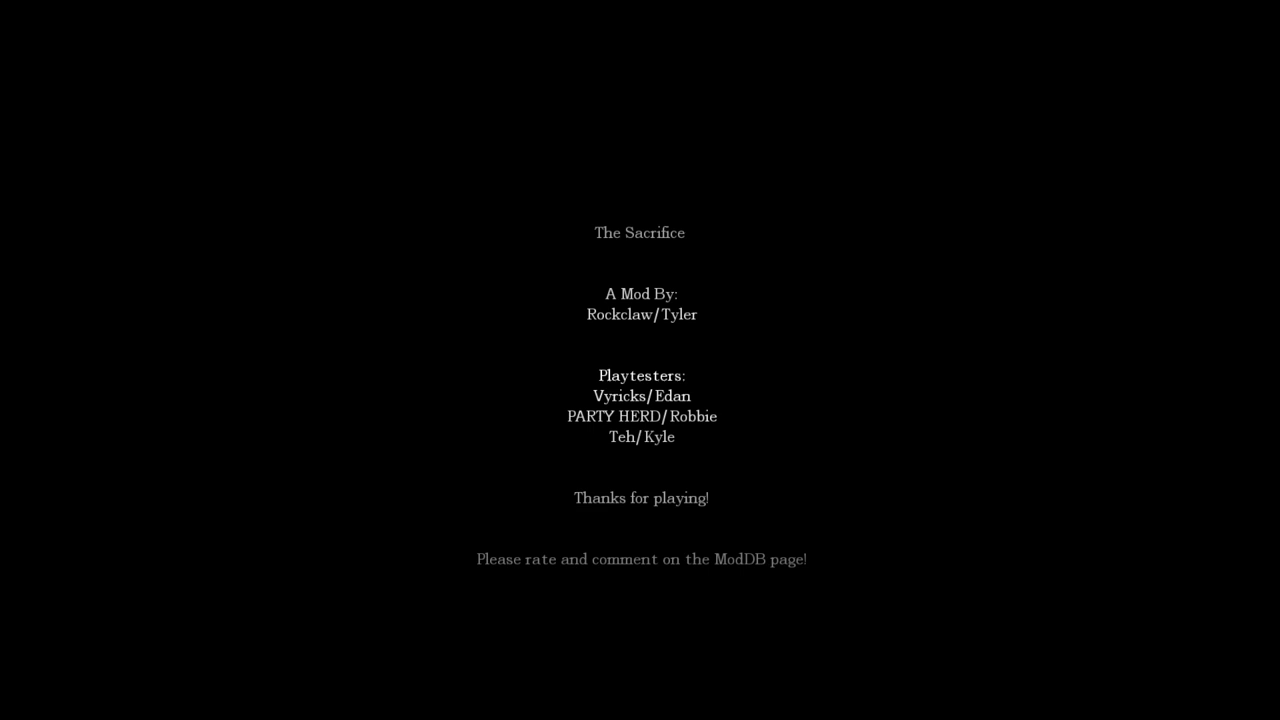 The Sacrifice
A Mod By:
Rockclaw/Tyler
Playtesters:
Vyricks/Edan
PARTY HERD/Robbie
Teh/Kyle
Thanks for playing!
Please rate and comment on the ModDB page!